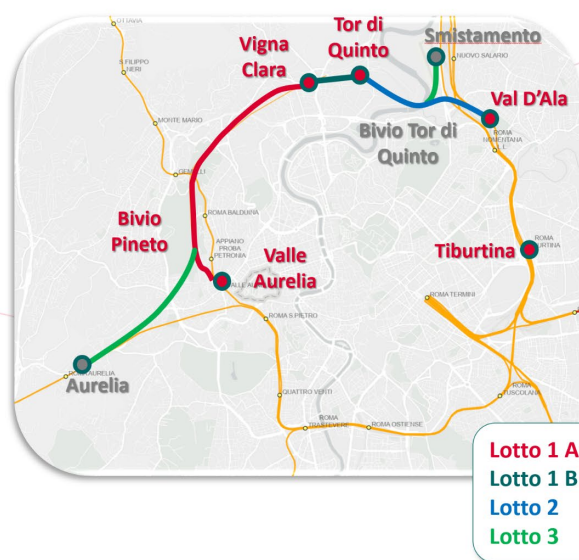 OTTAVIA
S.FILIPPO
NERI
MONTE MARIO
GEMELLI
Vigna
Clara
Tor di
Quinto
Smistamento
NUOVO SALARIO
Val D'Ala
ROMA
NOMENTANA
Bivio Tor di
Quinto
Bivio
Pineto
ROMA BALDUINA
APPIANO
PROBA
PETRONIA
Valle
Aurelia
Tiburtina
ROMA
ROMA TERMINI
ROMA S.PIETRO
Aurelia
QUATTRO VENTI
ROMA
TRASTEVERE
ROMA OSTIENSE
ROMA
TUSCOLANA
Lotto 1 A
Lotto 1 B
Lotto 2
Lotto 3